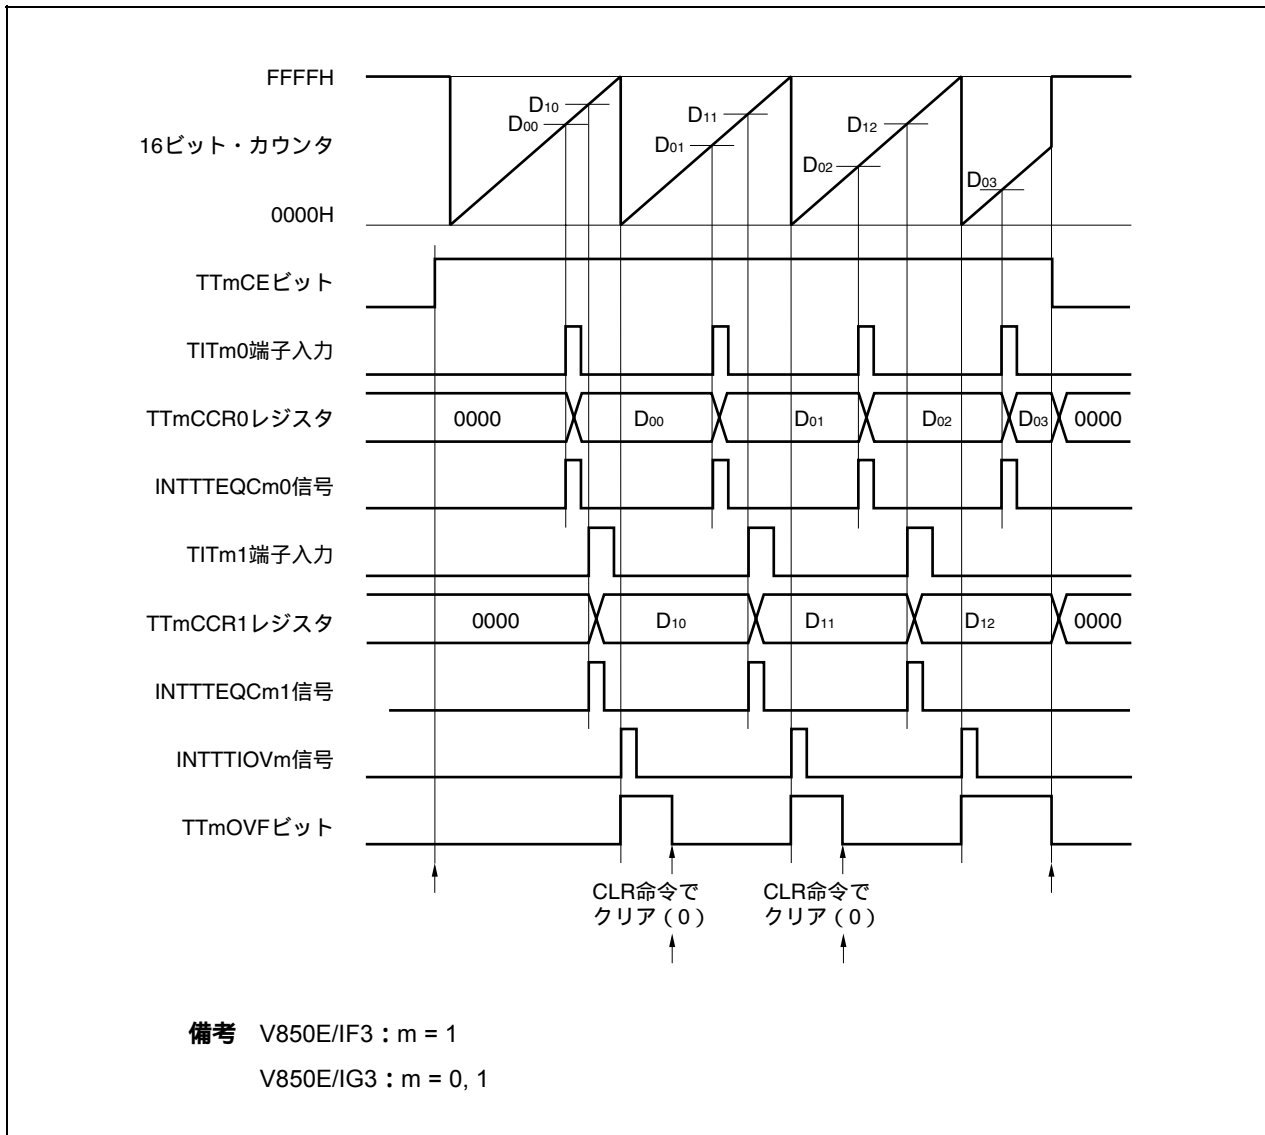 FFFFH
D10
D00
D11
D01
D12
D02
D03
16ビット・カウンタ
0000H
TTmCEビット
TITm0端子入力
TTmCCR0レジスタ
0000
D00
D01
D02
D03
0000
INTTTEQCm0信号
TITm1端子入力
TTmCCR1レジスタ
0000
D10
D11
D12
0000
INTTTEQCm1信号
INTTTIOVm信号
TTmOVFビット
CLR命令で
クリア(0)
CLR命令で
クリア(0)
備考 V850E/IF3:m = 1
V850E/IG3:m = 0, 1